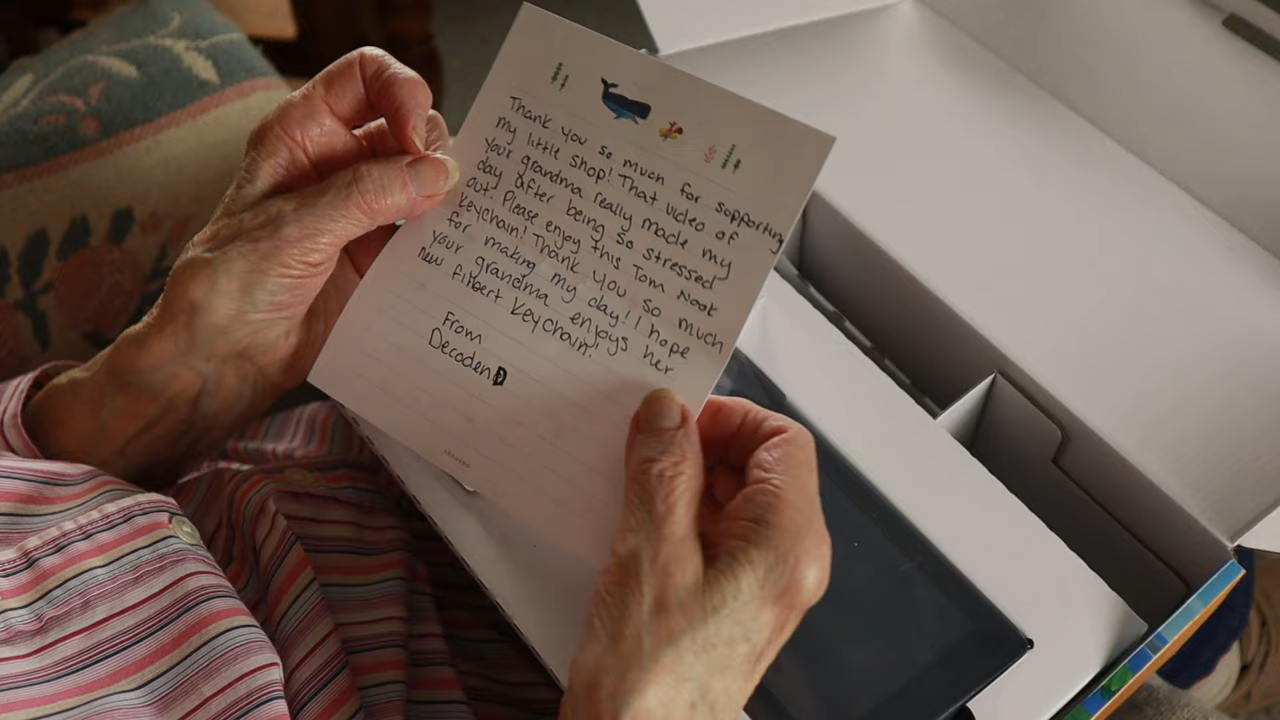 Thank you so much for supporting
my little shop! That video of
your grandma really made my
day after being so stressed
out. Please enjoy this Tom Nook
keychain! Thank you so much
for making my day! I hope
your grandma enjoys her
new filbert keychain!
From
Decoden